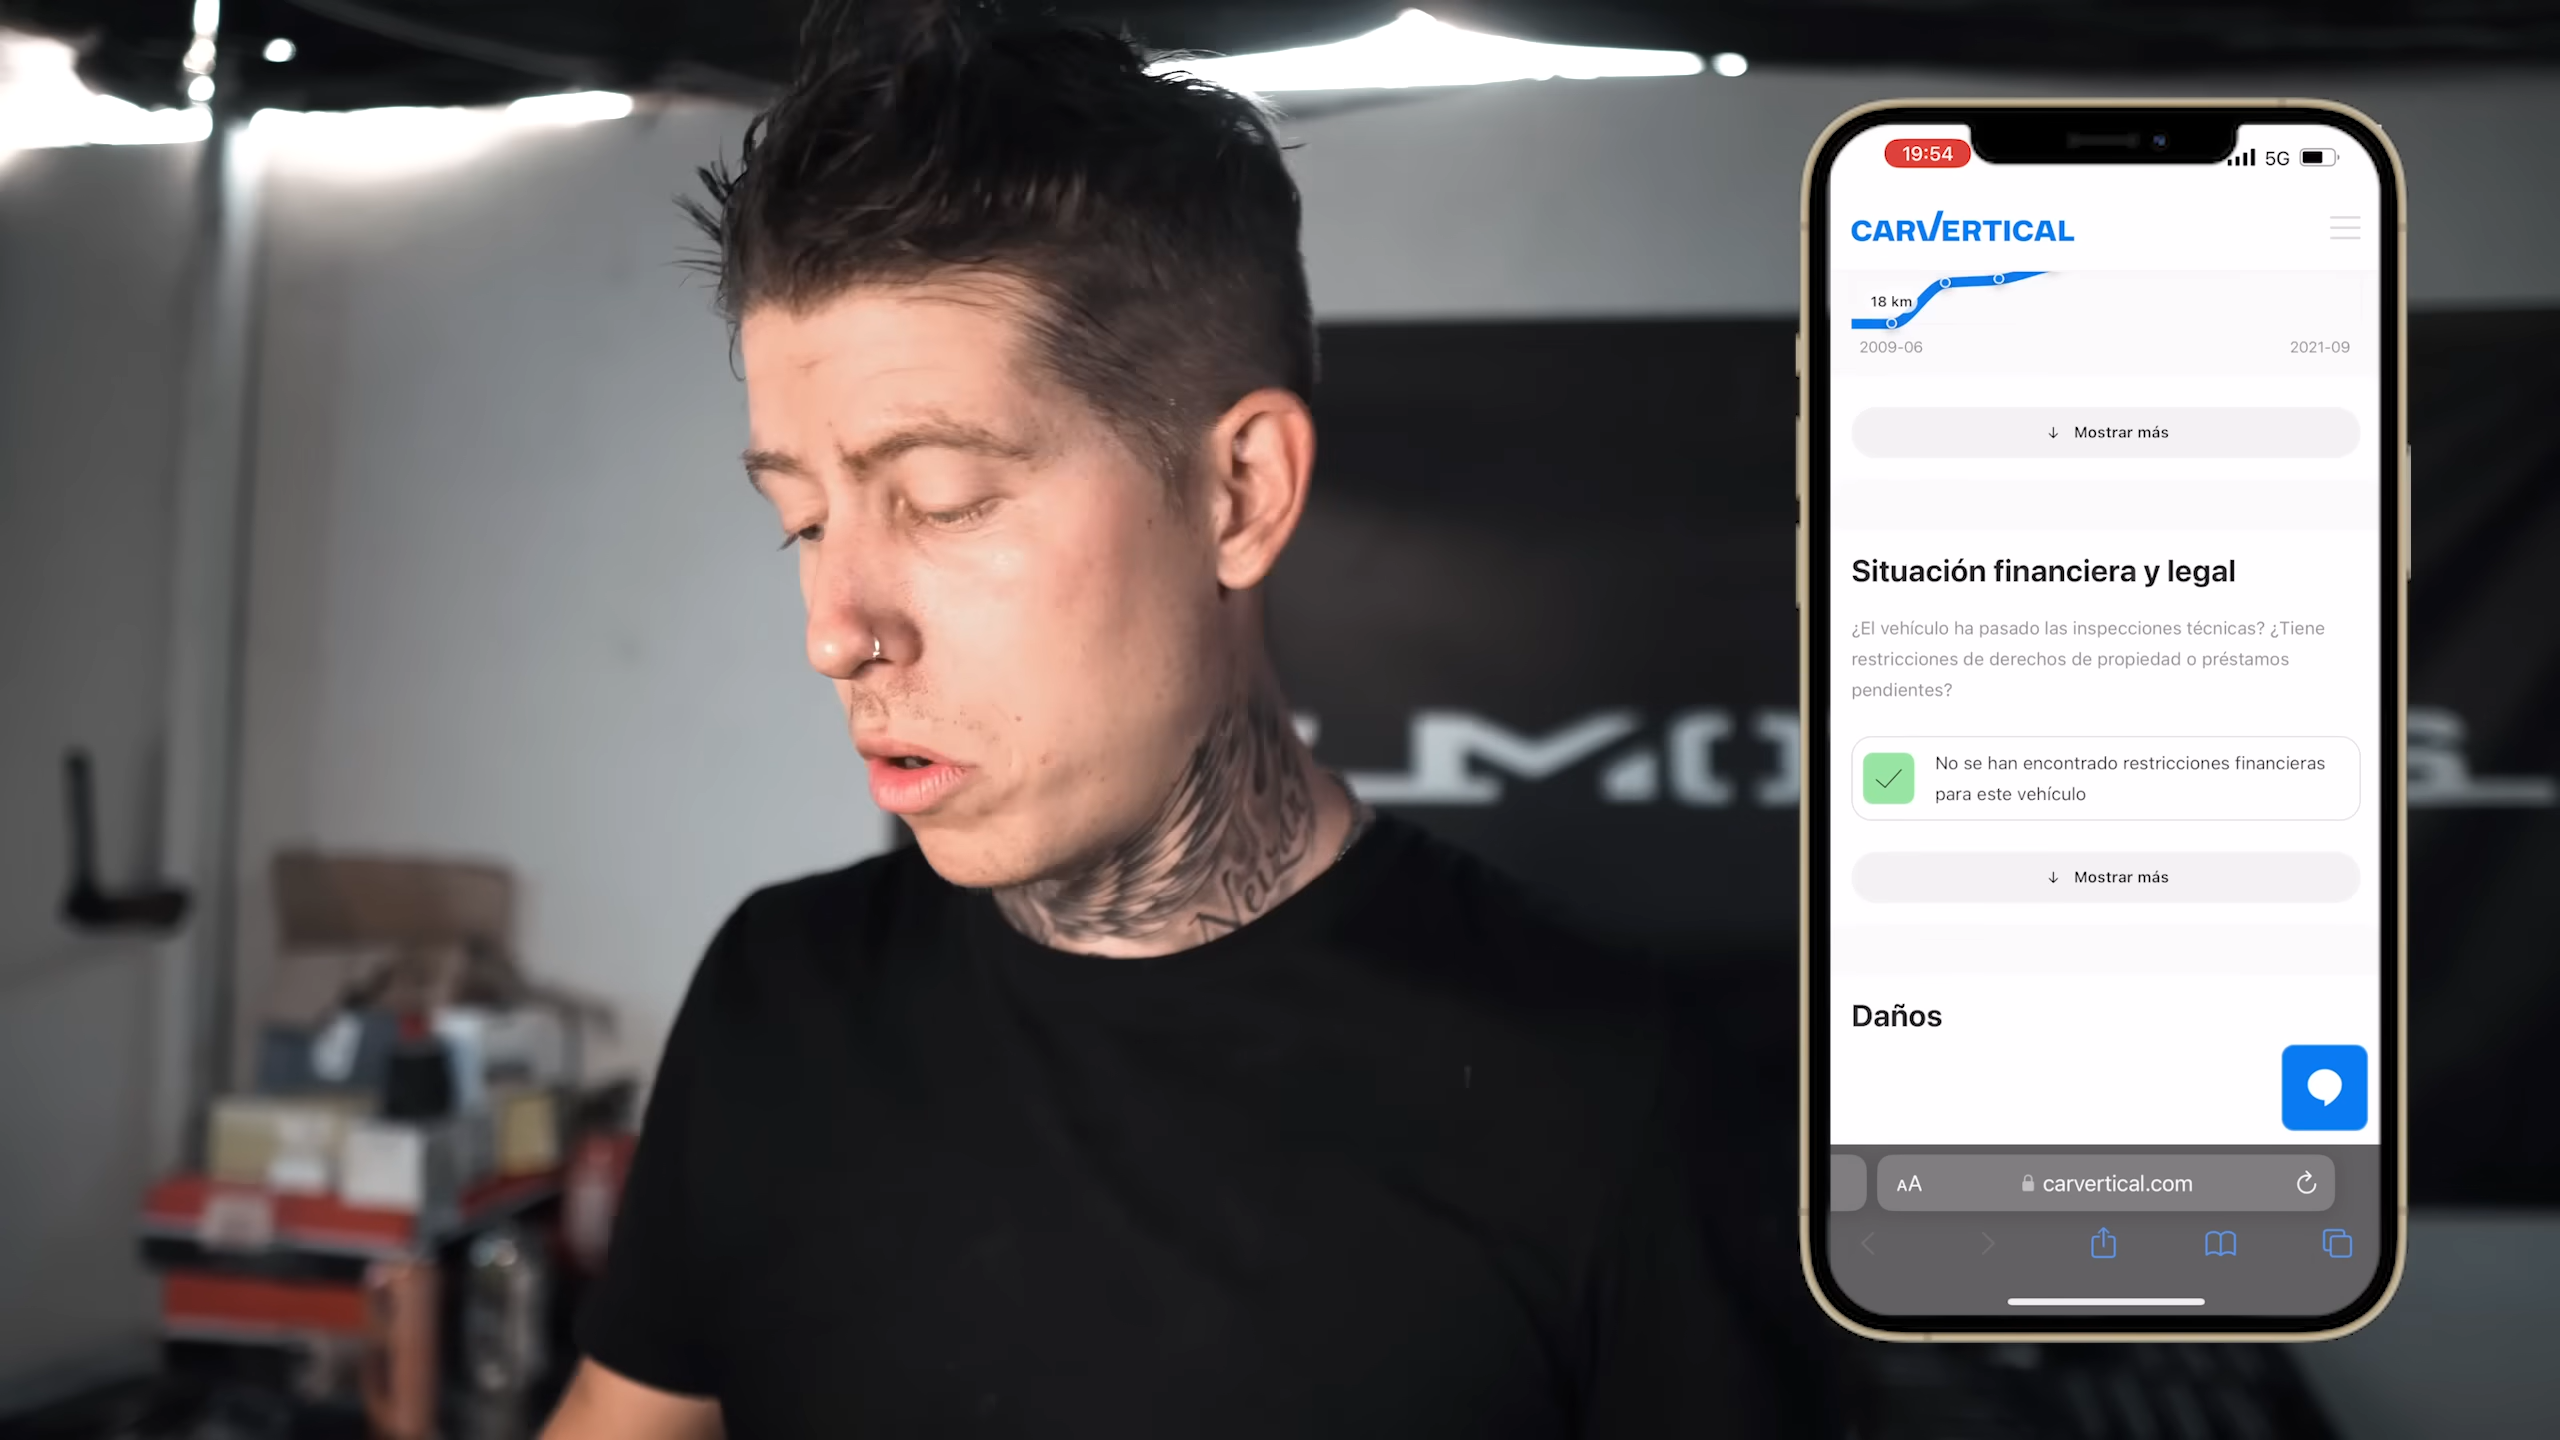 19:54
5G
CARVERTICAL
18 km
2009-06
2021-09
↓ Mostrar más
Situación financiera y legal
¿El vehículo ha pasado las inspecciones técnicas? ¿Tiene
restricciones de derechos de propiedad o préstamos
pendientes?
No se han encontrado restricciones financieras
para este vehículo
↓ Mostrar más
Daños
AA
carvertical.com